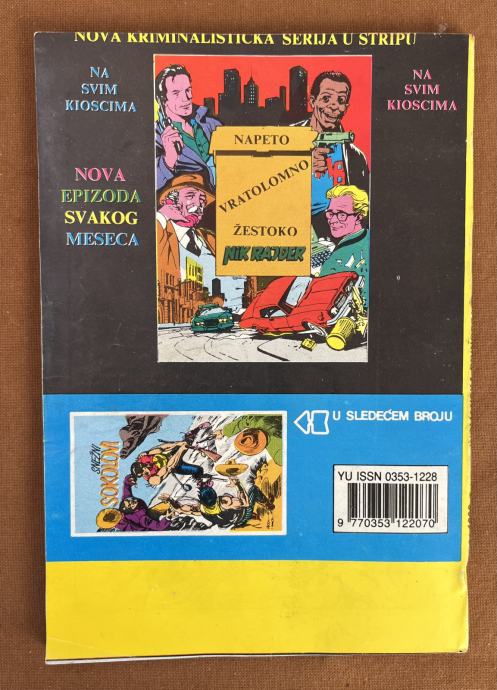 NOVA KRIMINALISTIČKA SERIJA U STRIPU
NA
SVIM
KIOSCIMA
NA
SVIM
KIOSCIMA
NOVA
EPIZODA
SVAKOG
MESECA
NAPETO
VRATOLOMNO
ŽESTOKO
NIK RAJDER
U SLEDEĆEM BROJU
SNEŽNI
SOKOLOVI
YU ISSN 0353-1228
9 770353 122070